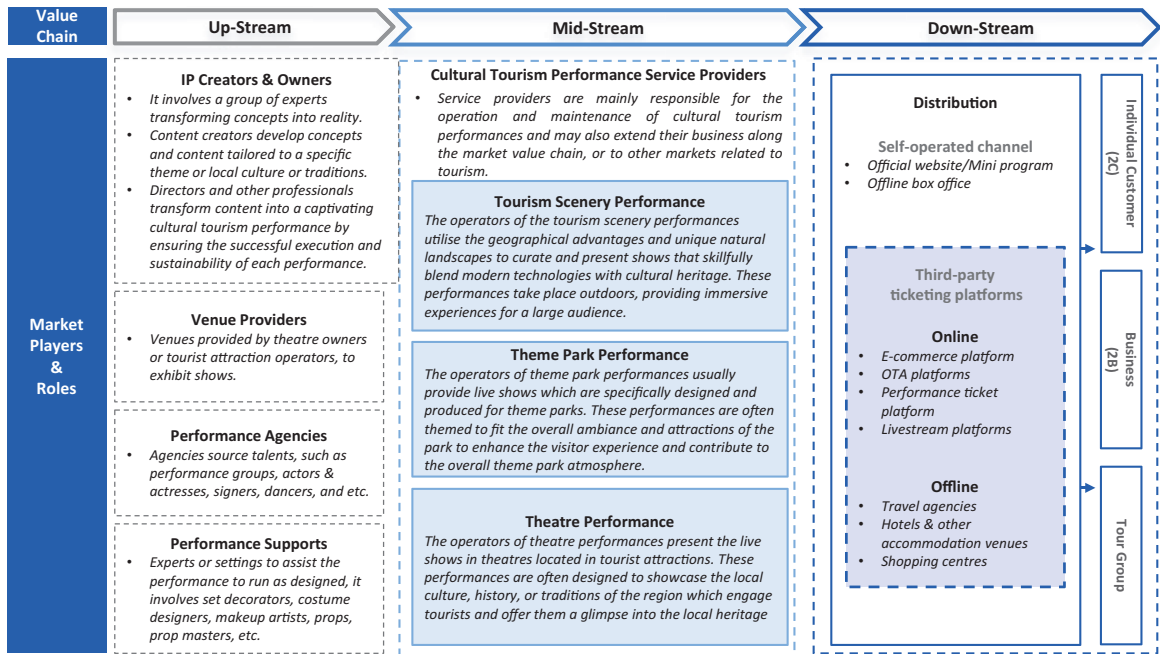 Value
Chain
Up-Stream
Mid-Stream
Down-Stream
Market
Players
&
Roles
IP Creators & Owners
• It involves a group of experts
transforming concepts into reality.
• Content creators develop concepts
and content tailored to a specific
theme or local culture or traditions.
• Directors and other professionals
transform content into a captivating
cultural tourism performance by
ensuring the successful execution and
sustainability of each performance.
Venue Providers
• Venues provided by theatre owners
or tourist attraction operators, to
exhibit shows.
Performance Agencies
• Agencies source talents, such as
performance groups, actors &
actresses, signers, dancers, and etc.
Performance Supports
• Experts or settings to assist the
performance to run as designed, it
involves set decorators, costume
designers, makeup artists, props,
prop masters, etc.
Cultural Tourism Performance Service Providers
• Service providers are mainly responsible for the
operation and maintenance of cultural tourism
performances and may also extend their business along
the market value chain, or to other markets related to
tourism.
Tourism Scenery Performance
The operators of the tourism scenery performances
utilise the geographical advantages and unique natural
landscapes to curate and present shows that skillfully
blend modern technologies with cultural heritage. These
performances take place outdoors, providing immersive
experiences for a large audience.
Theme Park Performance
The operators of theme park performances usually
provide live shows which are specifically designed and
produced for theme parks. These performances are often
themed to fit the overall ambiance and attractions of the
park to enhance the visitor experience and contribute to
the overall theme park atmosphere.
Theatre Performance
The operators of theatre performances present the live
shows in theatres located in tourist attractions. These
performances are often designed to showcase the local
culture, history, or traditions of the region which engage
tourists and offer them a glimpse into the local heritage
Distribution
Self-operated channel
• Official website/Mini program
• Offline box office
Third-party
ticketing platforms
Online
• E-commerce platform
• OTA platforms
• Performance ticket
platform
• Livestream platforms
Offline
• Travel agencies
• Hotels & other
accommodation venues
• Shopping centres
Individual Customer
(2C)
Business
(2B)
Tour Group